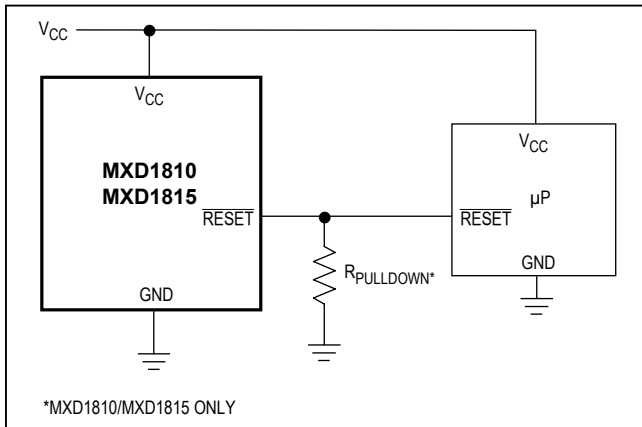 VCC
VCC
MXD1810
MXD1815
RESET
GND
RPULLDOWN*
VCC
µP
RESET
GND
*MXD1810/MXD1815 ONLY